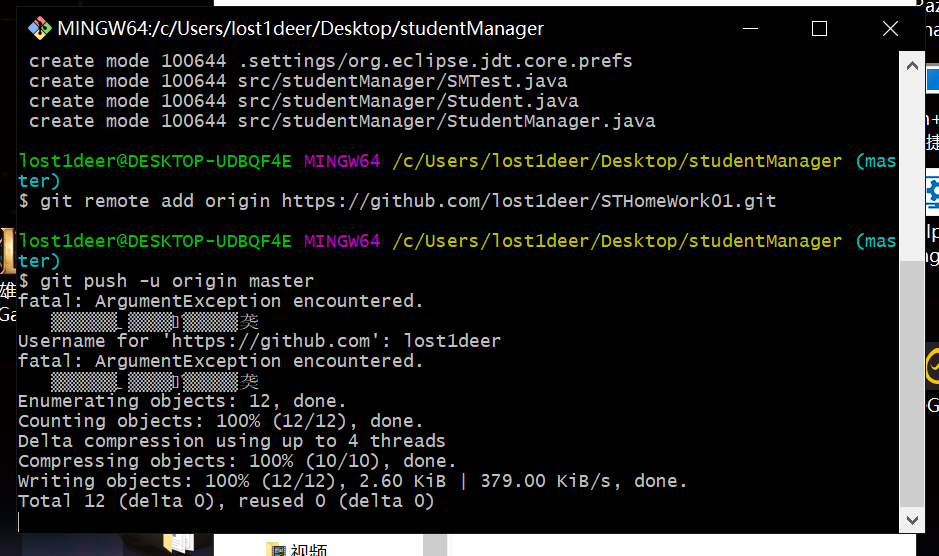 MINGW64:/c/Users/lost1deer/Desktop/studentManager
create mode 100644 .settings/org.eclipse.jdt.core.prefs
create mode 100644 src/studentManager/SMTest.java
create mode 100644 src/studentManager/Student.java
create mode 100644 src/studentManager/StudentManager.java
lost1deer@DESKTOP-UDBQF4E MINGW64 /c/Users/lost1deer/Desktop/studentManager (mas
ter)
$ git remote add origin https://github.com/lost1deer/STHomeWork01.git
lost1deer@DESKTOP-UDBQF4E MINGW64 /c/Users/lost1deer/Desktop/studentManager (mas
ter)
$ git push -u origin master
fatal: ArgumentException encountered.
袭
Username for 'https://github.com': lost1deer
fatal: ArgumentException encountered.
袭
Enumerating objects: 12, done.
Counting objects: 100% (12/12), done.
Delta compression using up to 4 threads
Compressing objects: 100% (10/10), done.
Writing objects: 100% (12/12), 2.60 KiB | 379.00 KiB/s, done.
Total 12 (delta 0), reused 0 (delta 0)
视频